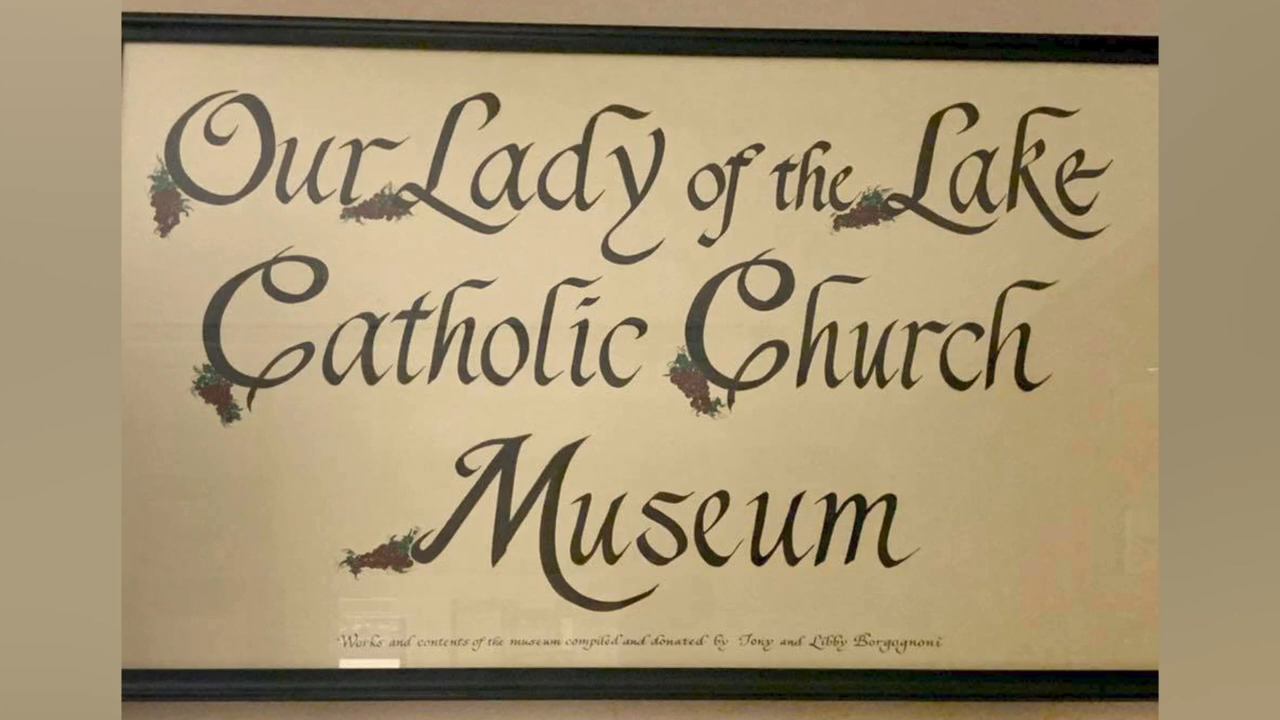 Our Lady of the Lake
Catholic Church
Museum
Works and contents of the museum compiled and donated by Tony and Libby Borgognoni